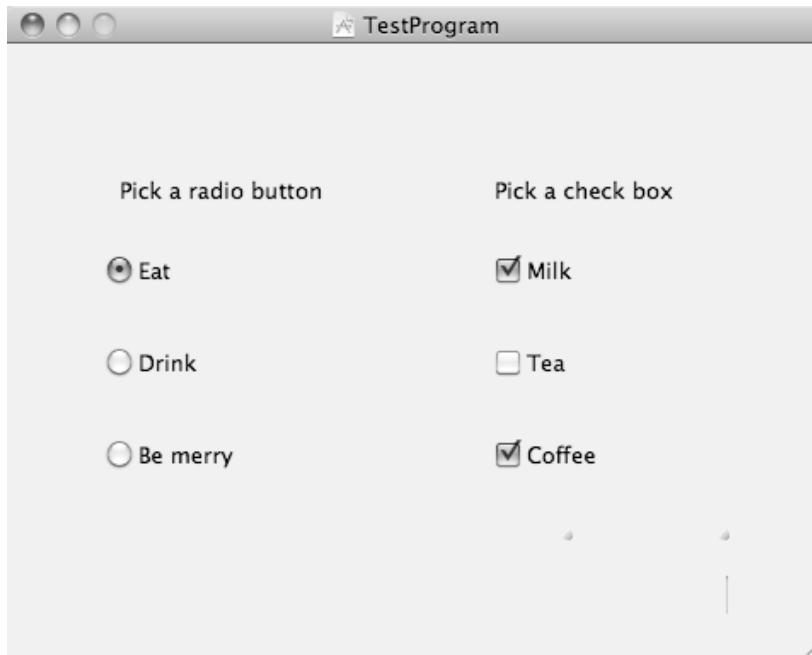 TestProgram
Pick a radio button
Eat
Drink
Be merry
Pick a check box
Milk
Tea
Coffee